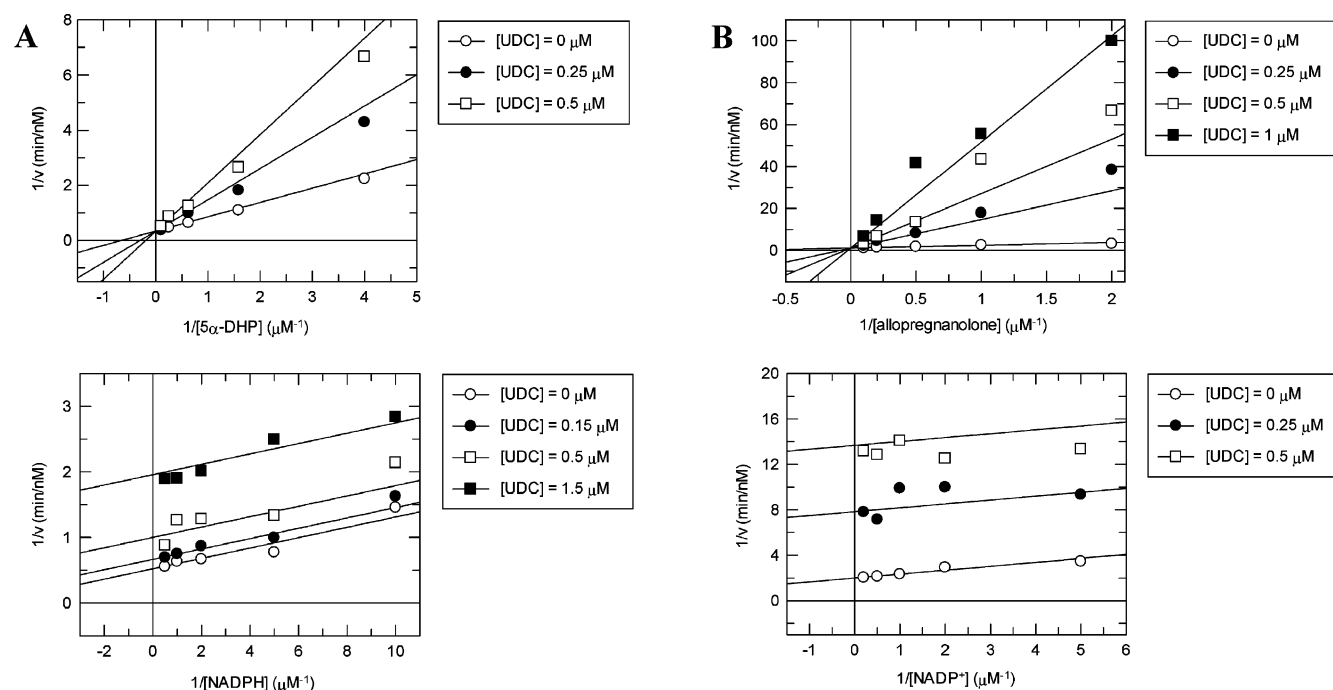 A
8
6
4
2
0
1/v (min/nM)
-1 0 1 2 3 4 5
1/[5α-DHP] (μM⁻¹)
[UDC] = 0 μM
[UDC] = 0.25 μM
[UDC] = 0.5 μM
B
100
80
60
40
20
0
1/v (min/nM)
-0.5 0 0.5 1 1.5 2
1/[allopregnanolone] (μM⁻¹)
[UDC] = 0 μM
[UDC] = 0.25 μM
[UDC] = 0.5 μM
[UDC] = 1 μM
3
2
1
0
1/v (min/nM)
-2 0 2 4 6 8 10
1/[NADPH] (μM⁻¹)
[UDC] = 0 μM
[UDC] = 0.15 μM
[UDC] = 0.5 μM
[UDC] = 1.5 μM
20
16
12
8
4
0
1/v (min/nM)
-1 0 1 2 3 4 5 6
1/[NADP⁺] (μM⁻¹)
[UDC] = 0 μM
[UDC] = 0.25 μM
[UDC] = 0.5 μM